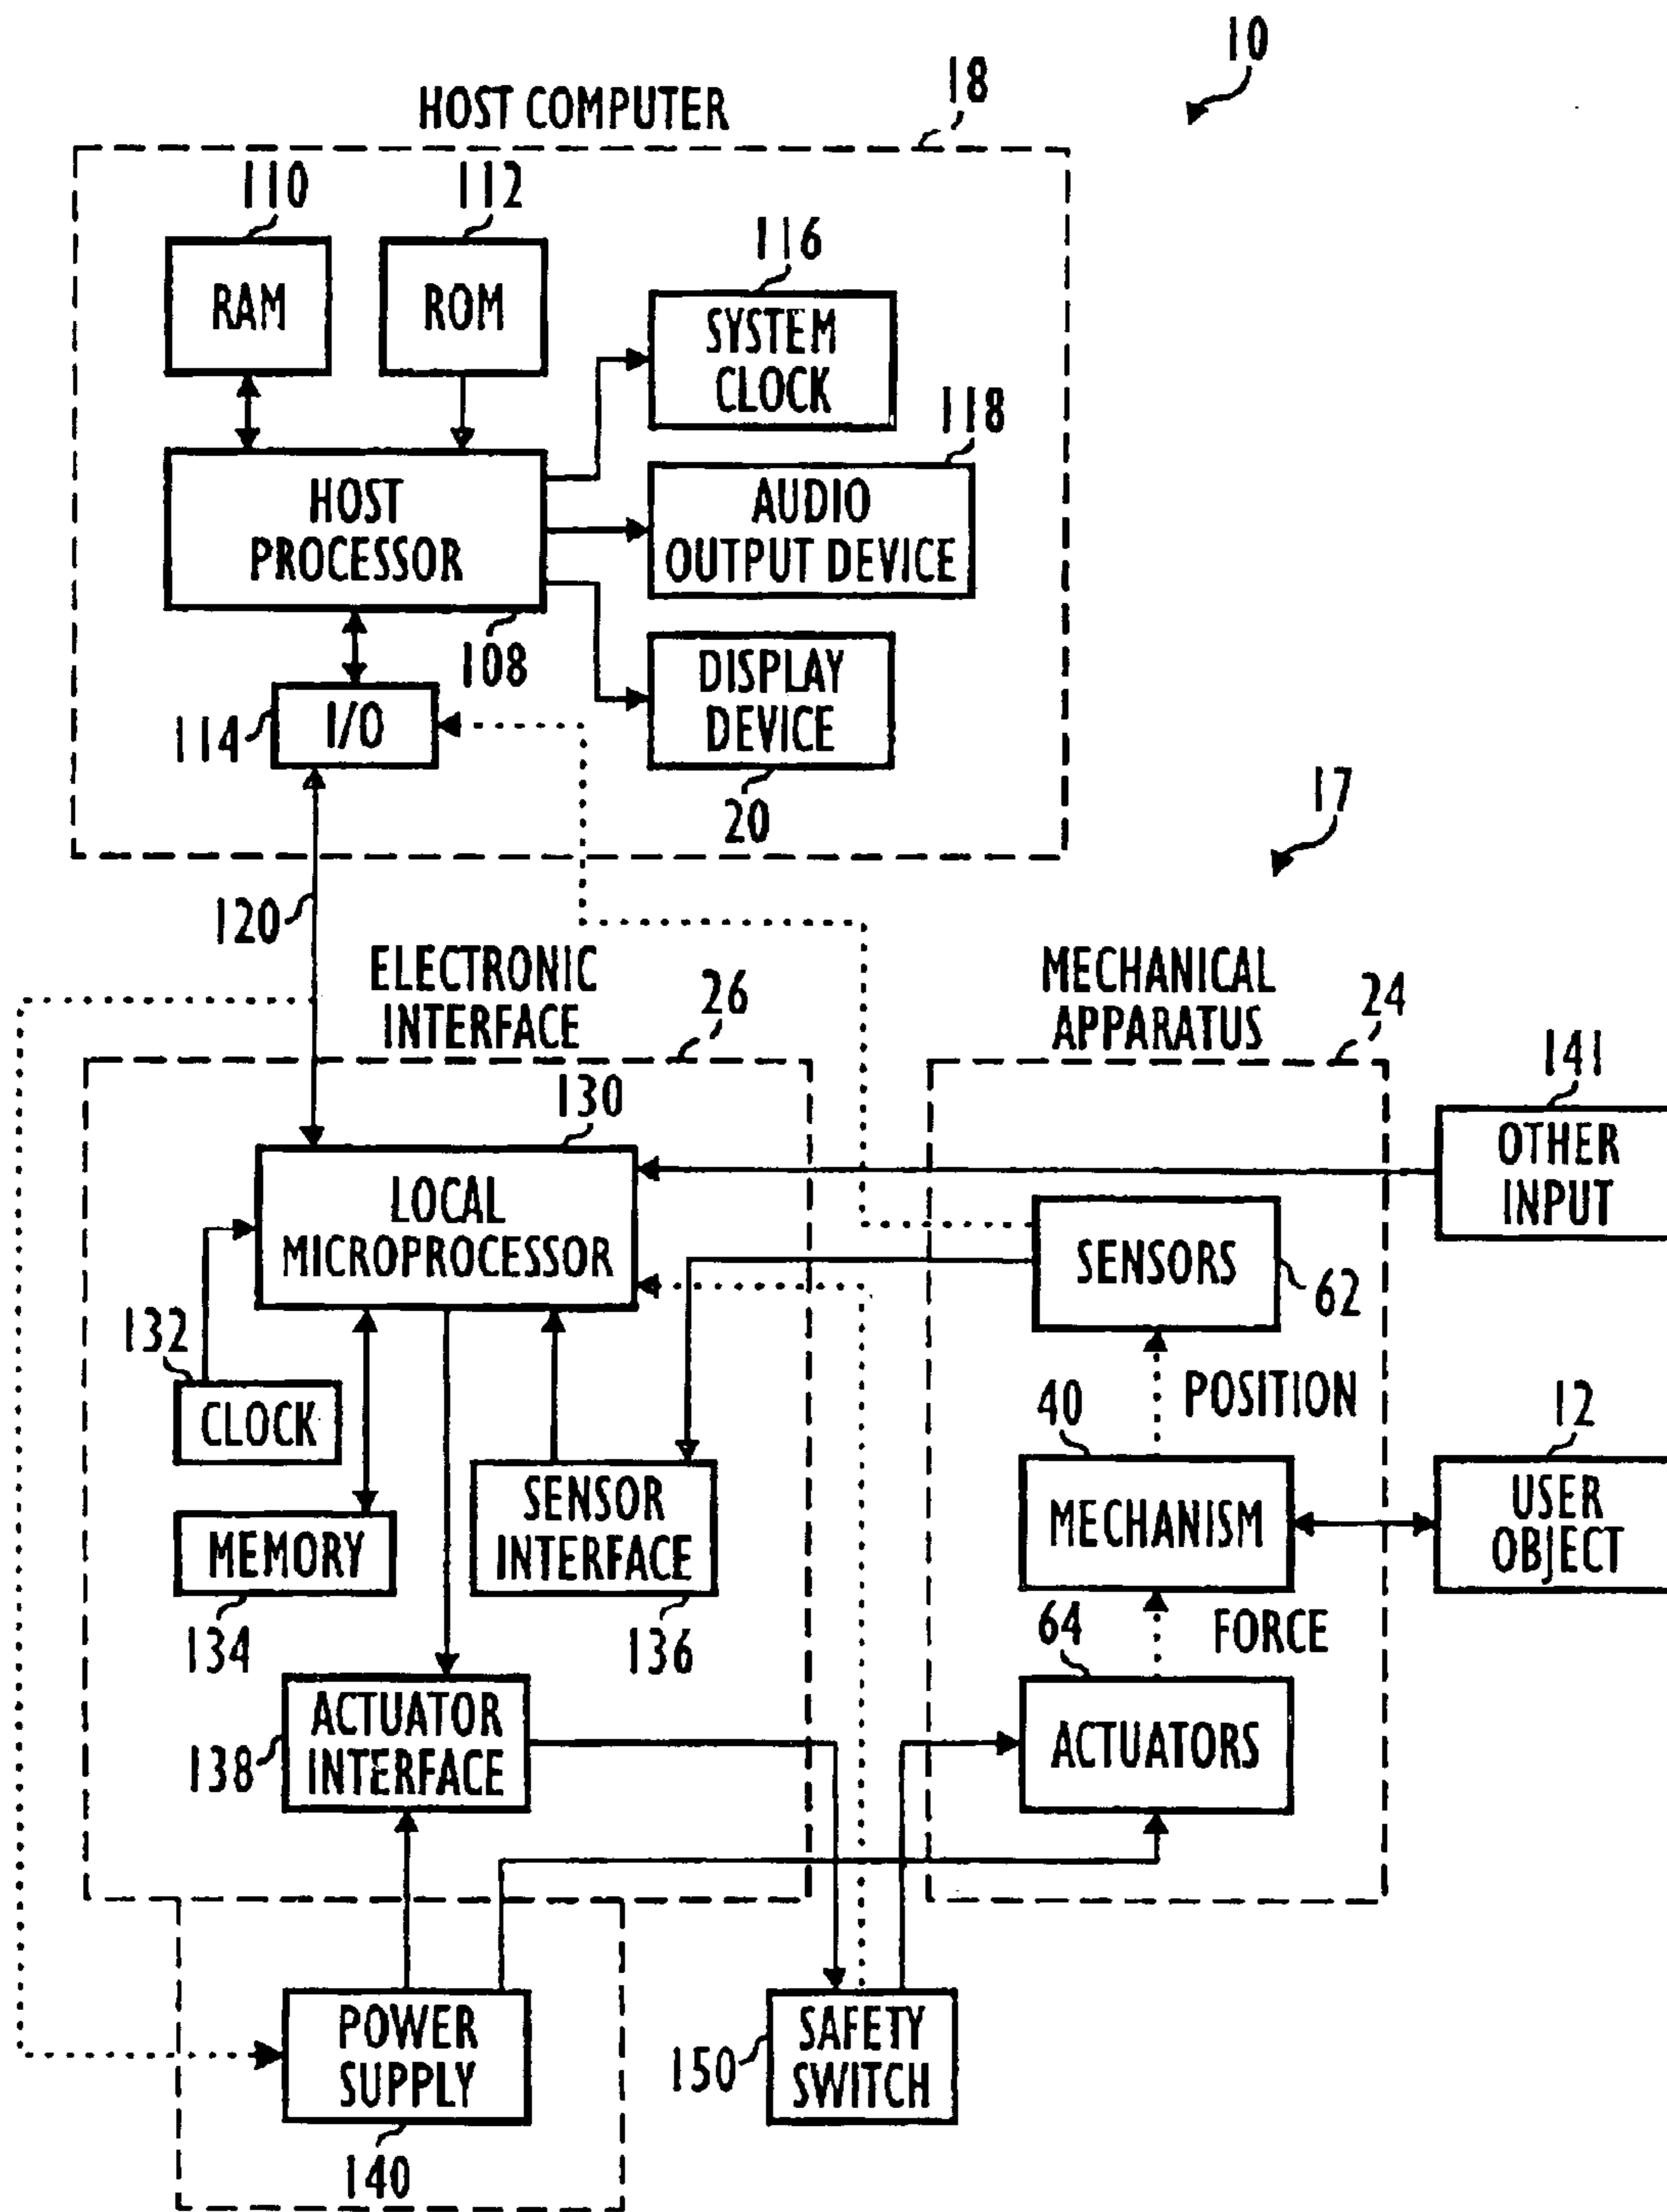 10
HOST COMPUTER
18
110
112
RAM
ROM
116
SYSTEM
CLOCK
118
HOST
PROCESSOR
AUDIO
OUTPUT DEVICE
108
DISPLAY
DEVICE
114
I/O
20
17
120
ELECTRONIC
INTERFACE
26
MECHANICAL
APPARATUS
24
141
130
OTHER
INPUT
LOCAL
MICROPROCESSOR
SENSORS
62
132
CLOCK
POSITION
40
12
SENSOR
INTERFACE
MECHANISM
USER
OBJECT
MEMORY
134
136
64
FORCE
ACTUATOR
INTERFACE
138
ACTUATORS
POWER
SUPPLY
SAFETY
SWITCH
150
140